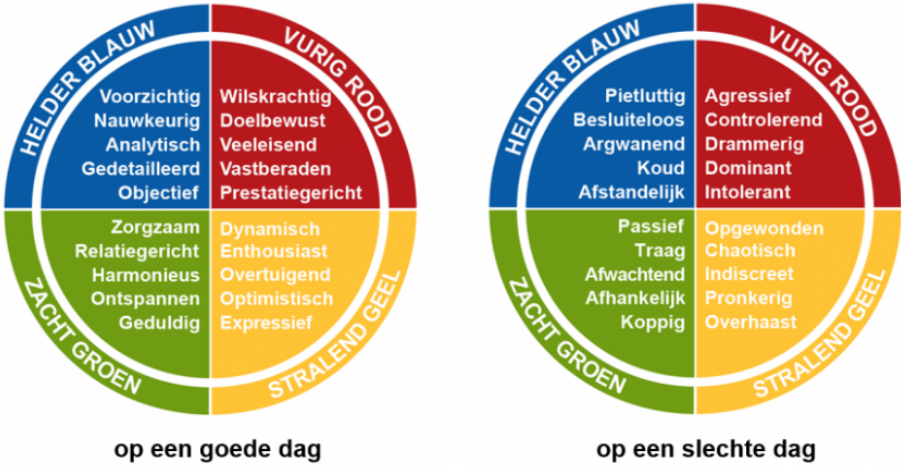 HELDER BLAUW
VURIG ROOD
Voorzichtig
Nauwkeurig
Analytisch
Gedetailleerd
Objectief
Wilskrachtig
Doelbewust
Veeleisend
Vastberaden
Prestatiegericht
Zorgzaam
Relatiegericht
Harmonieus
Ontspannen
Geduldig
Dynamisch
Enthousiast
Overtuigend
Optimistisch
Expressief
ZACHT GROEN
STRALEND GEEL
op een goede dag
HELDER BLAUW
VURIG ROOD
Pietluttig
Besluiteloos
Argwanend
Koud
Afstandelijk
Agressief
Controlerend
Drammerig
Dominant
Intolerant
Passief
Traag
Afwachtend
Afhankelijk
Koppig
Opgewonden
Chaotisch
Indiscreet
Pronkerig
Overhaast
ZACHT GROEN
STRALEND GEEL
op een slechte dag